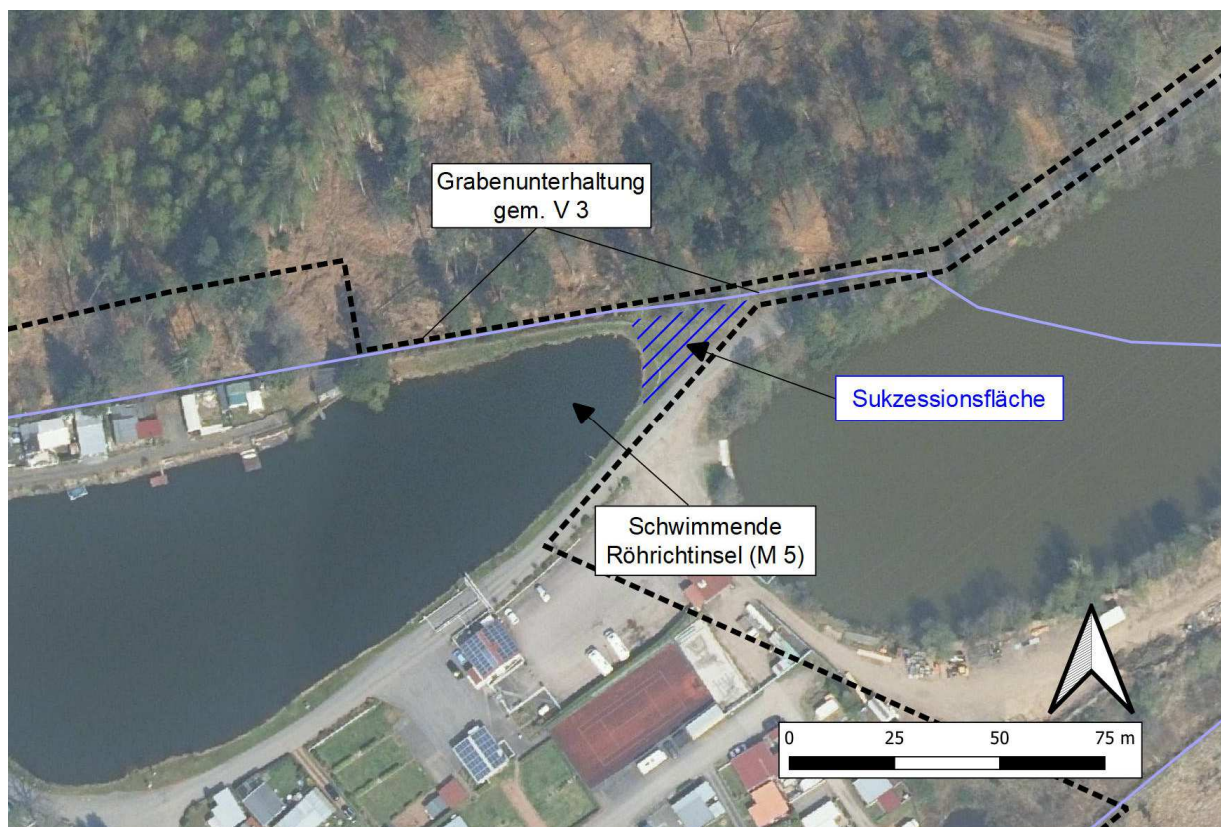 Grabenunterhaltung
gem. V 3
Sukzessionsfläche
Schwimmende
Röhrichtinsel (M 5)
0 25 50 75 m